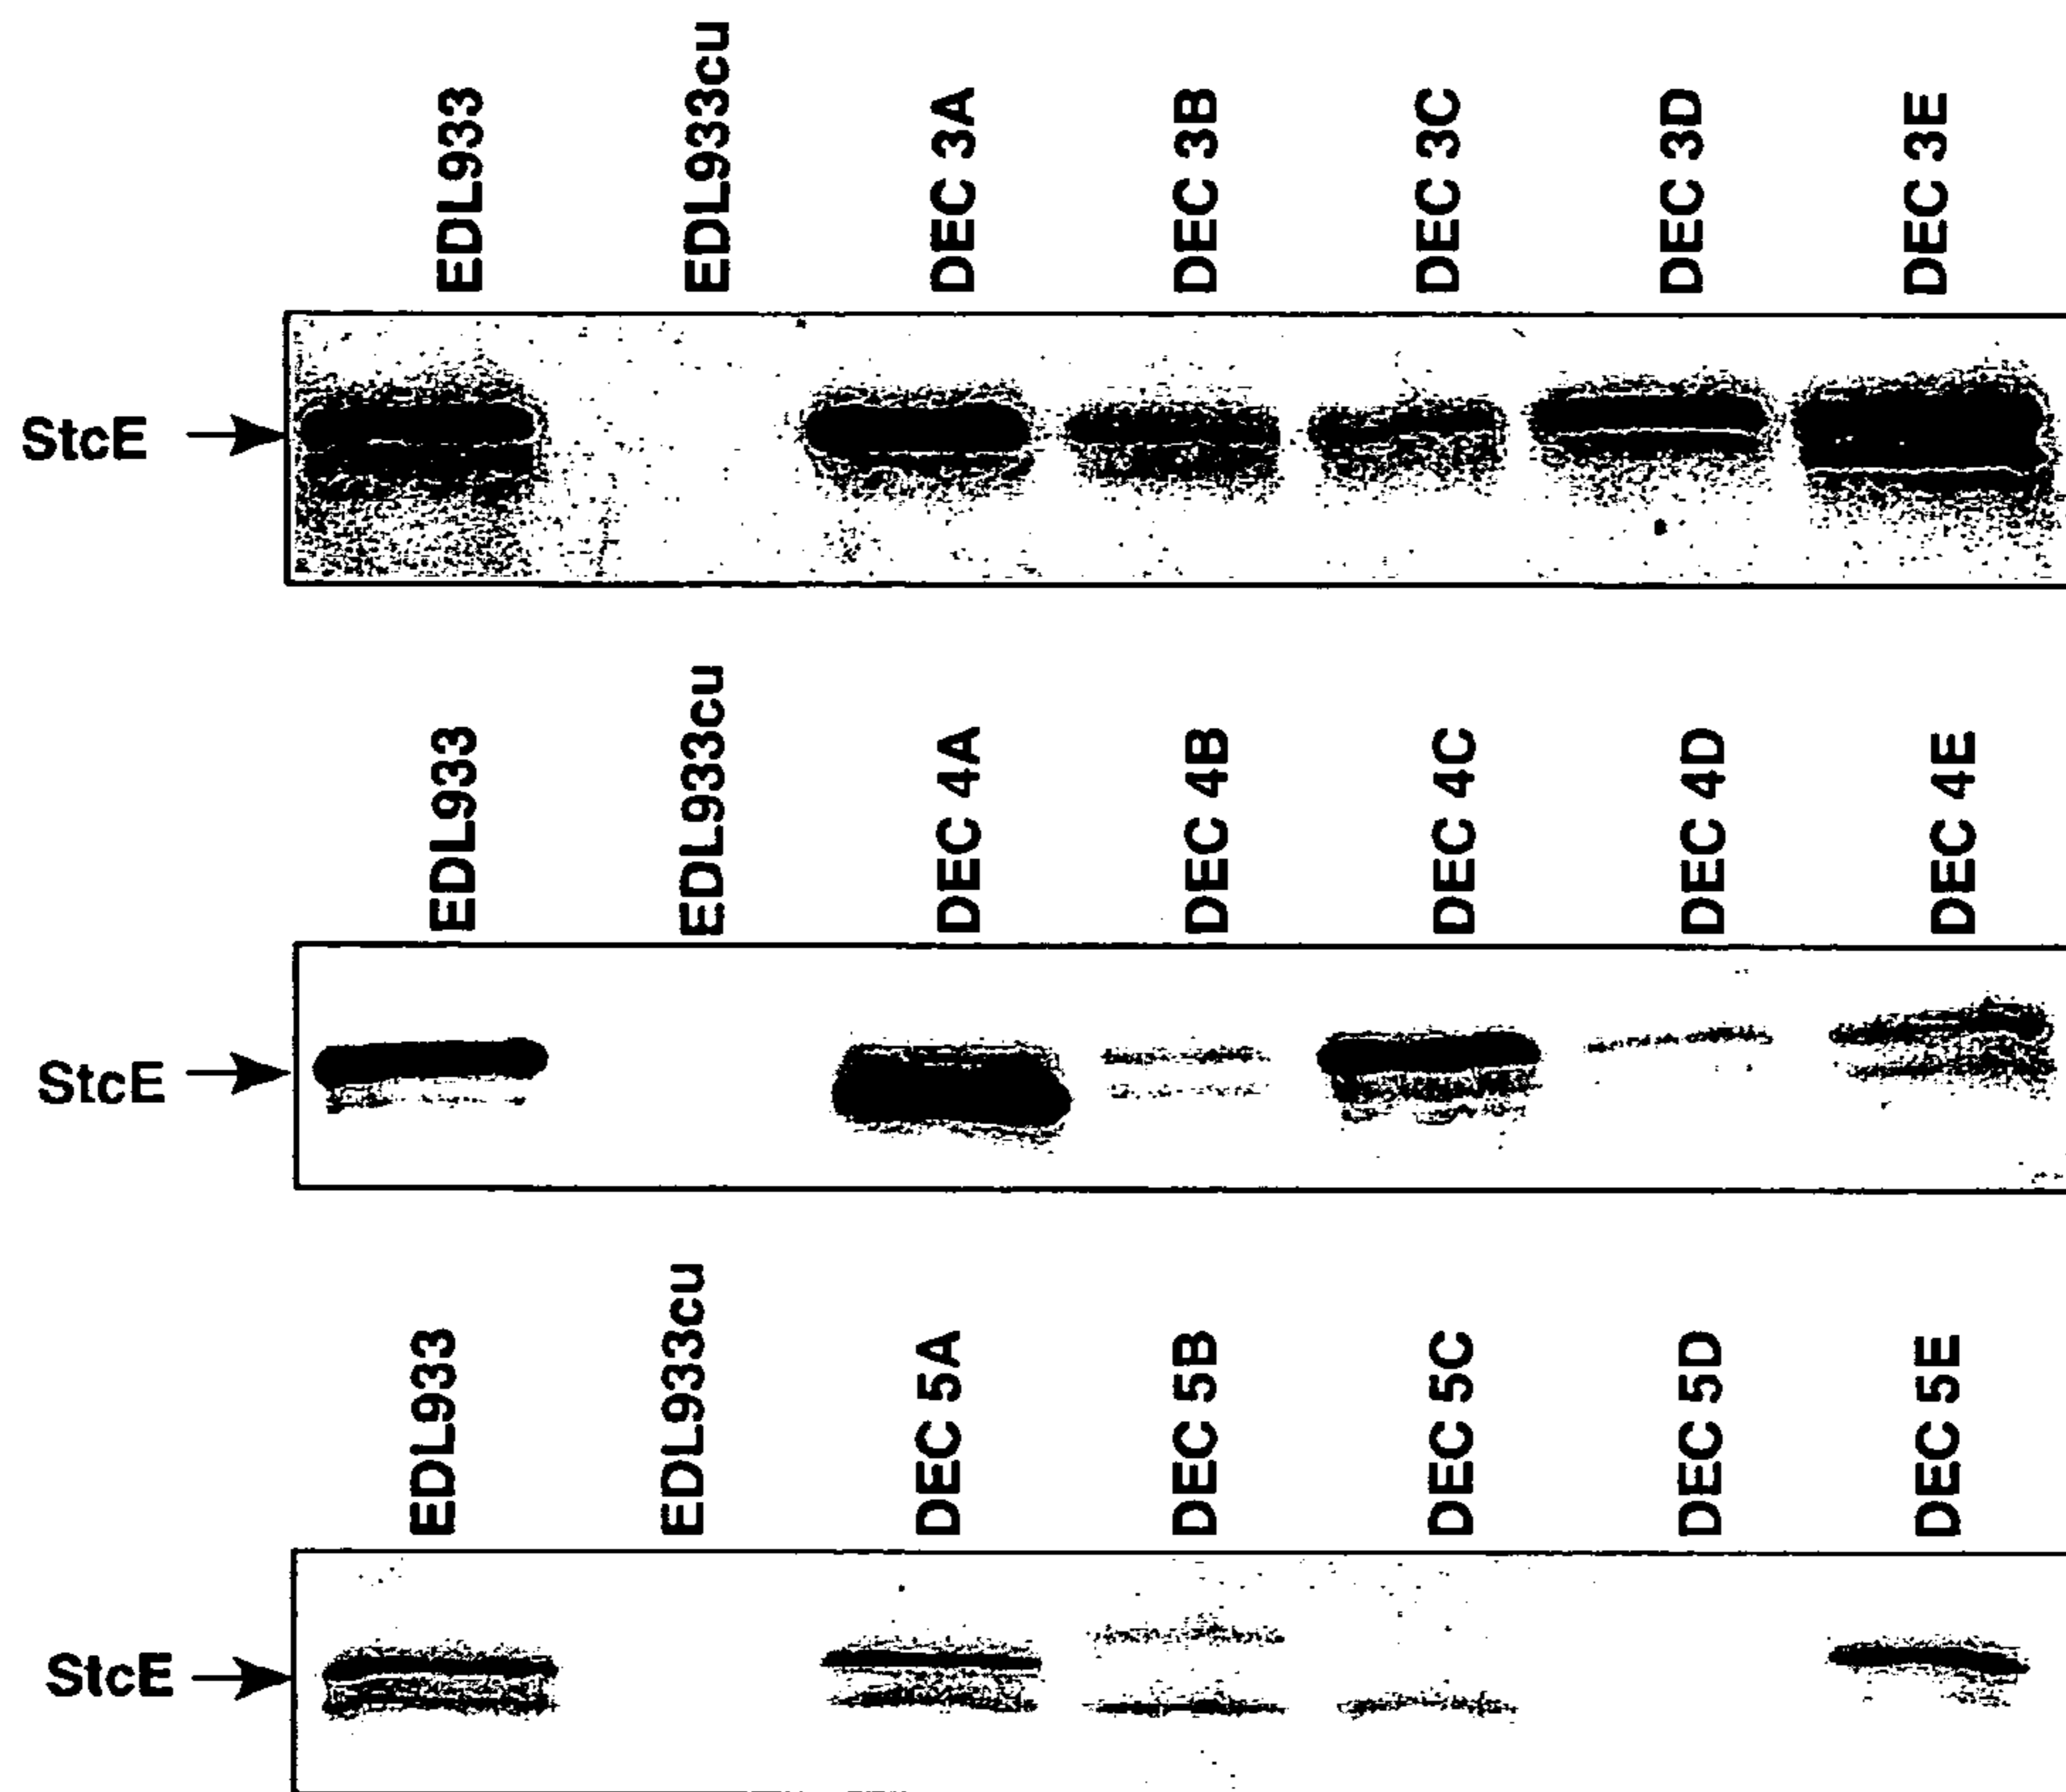 EDL933 EDL933cu DEC 3A DEC 3B DEC 3C DEC 3D DEC 3E
StcE
EDL933 EDL933cu DEC 4A DEC 4B DEC 4C DEC 4D DEC 4E
StcE
EDL933 EDL933cu DEC 5A DEC 5B DEC 5C DEC 5D DEC 5E
StcE